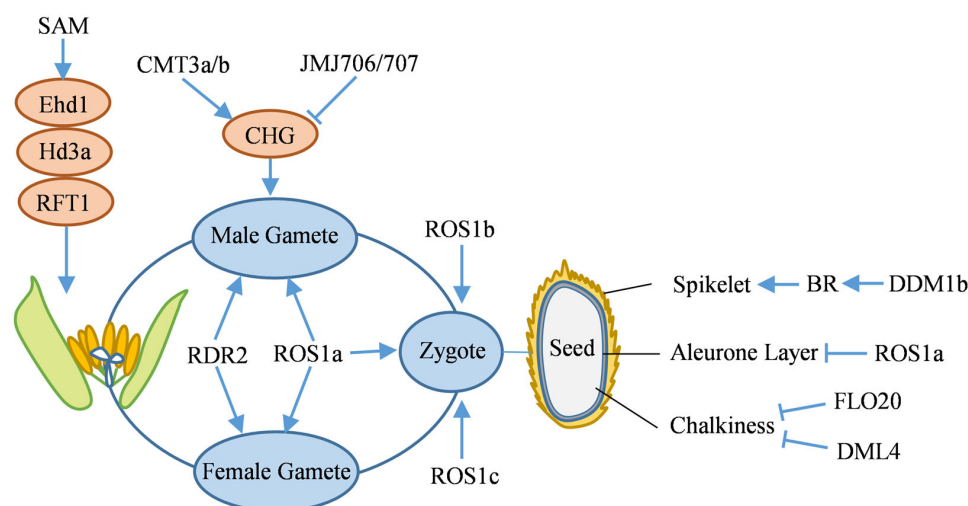 SAM
CMT3a/b
JMJ706/707
Ehd1
CHG
Hd3a
RFT1
Male Gamete
ROS1b
Spikelet
BR
DDM1b
RDR2
ROS1a
Zygote
Seed
Aleurone Layer
ROS1a
FLO20
Chalkiness
DML4
Female Gamete
ROS1c